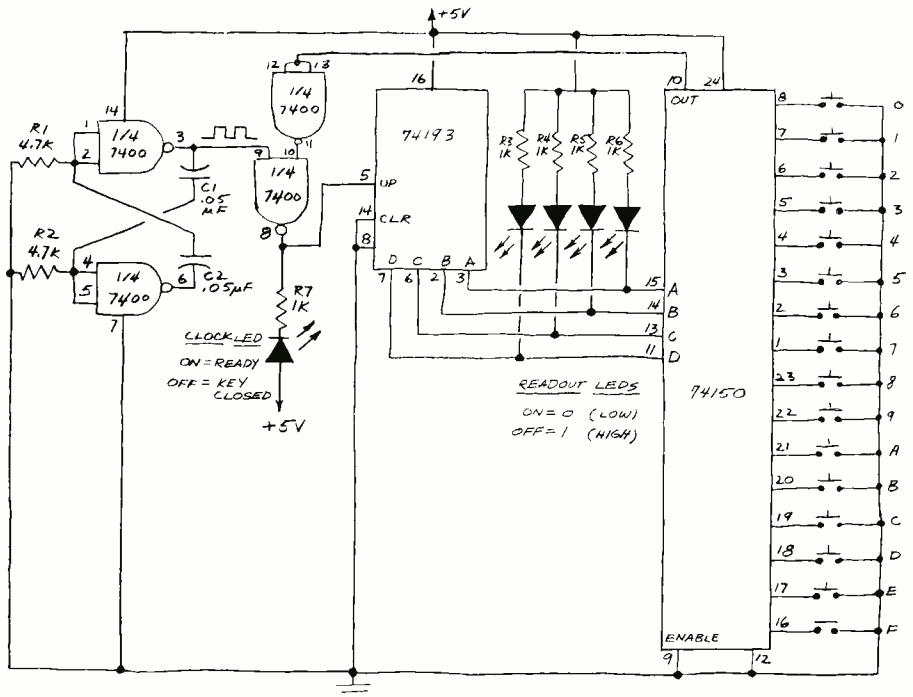 +5V
14
1
2
1/4
7400
3
R1
4.7K
C1
.05
μF
R2
4.7K
4
5
1/4
7400
6
7
C2
.05μF
12
13
1/4
7400
11
9
10
1/4
7400
8
R7
1K
CLOCK LED
ON = READY
OFF = KEY
CLOSED
+5V
16
74193
5
UP
14
CLR
8
D C B A
7 6 2 3
R3
1K
R4
1K
R5
1K
R6
1K
READOUT LEDS
ON = 0 (LOW)
OFF = 1 (HIGH)
10
24
OUT
15 A
14 B
13 C
11 D
74150
ENABLE
9
12
8 0
7 1
6 2
5 3
4 4
3 5
2 6
1 7
23 8
22 9
21 A
20 B
19 C
18 D
17 E
16 F